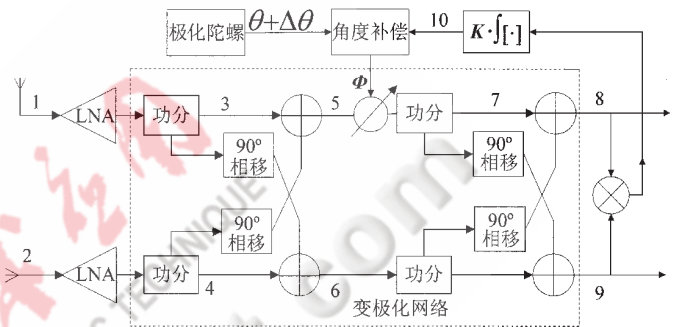 极化陀螺
θ+Δθ
角度补偿
10
K·∫[·]
Φ
1
LNA
功分
3
5
功分
7
8
90°
相移
90°
相移
90°
相移
90°
相移
2
LNA
功分
4
6
功分
9
变极化网络
TECHNIQUE
com